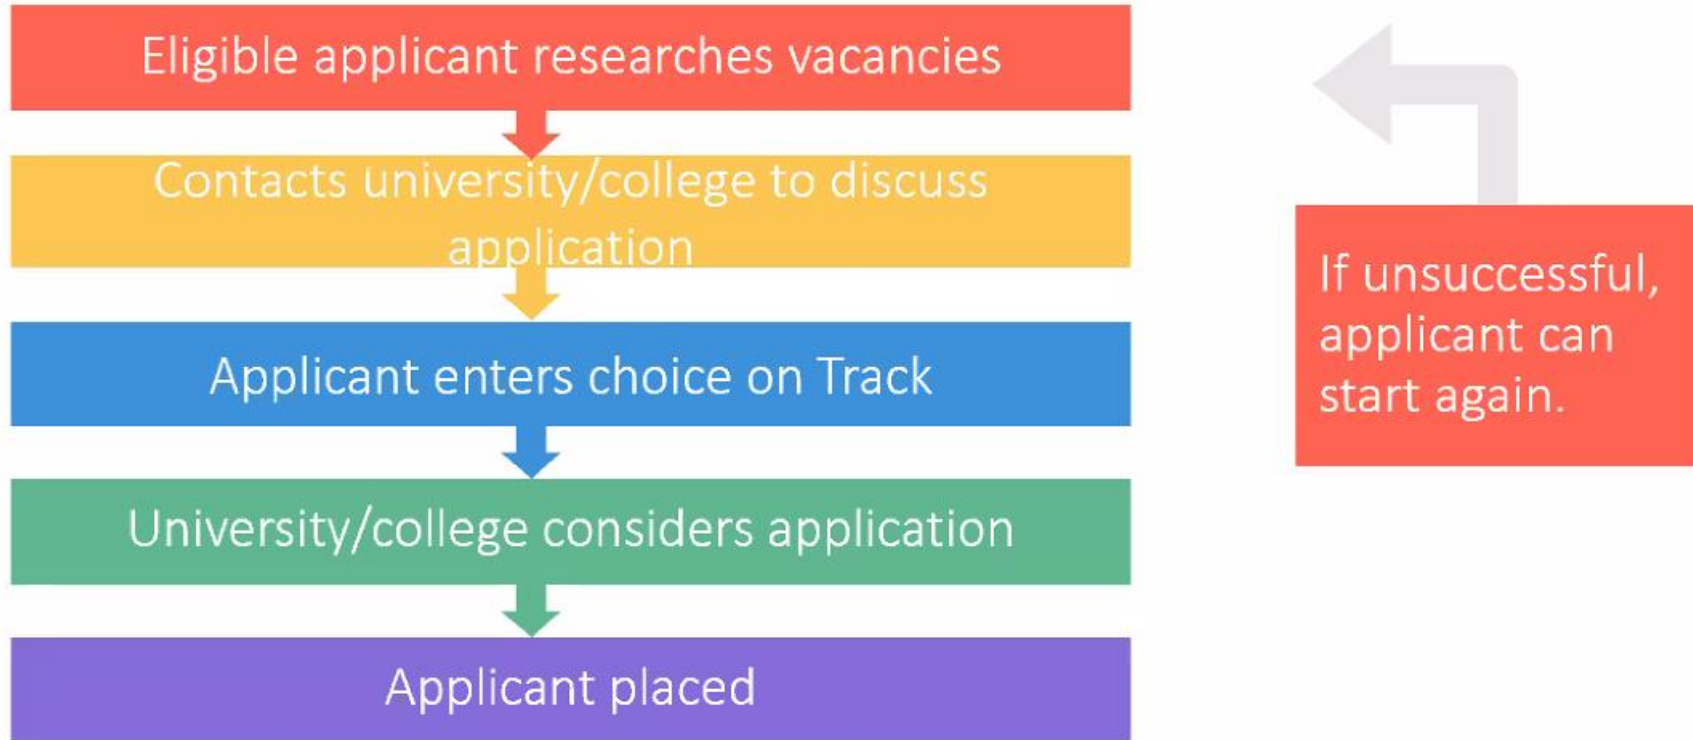 Eligible applicant researches vacancies
Contacts university/college to discuss
application
Applicant enters choice on Track
University/college considers application
Applicant placed
If unsuccessful,
applicant can
start again.